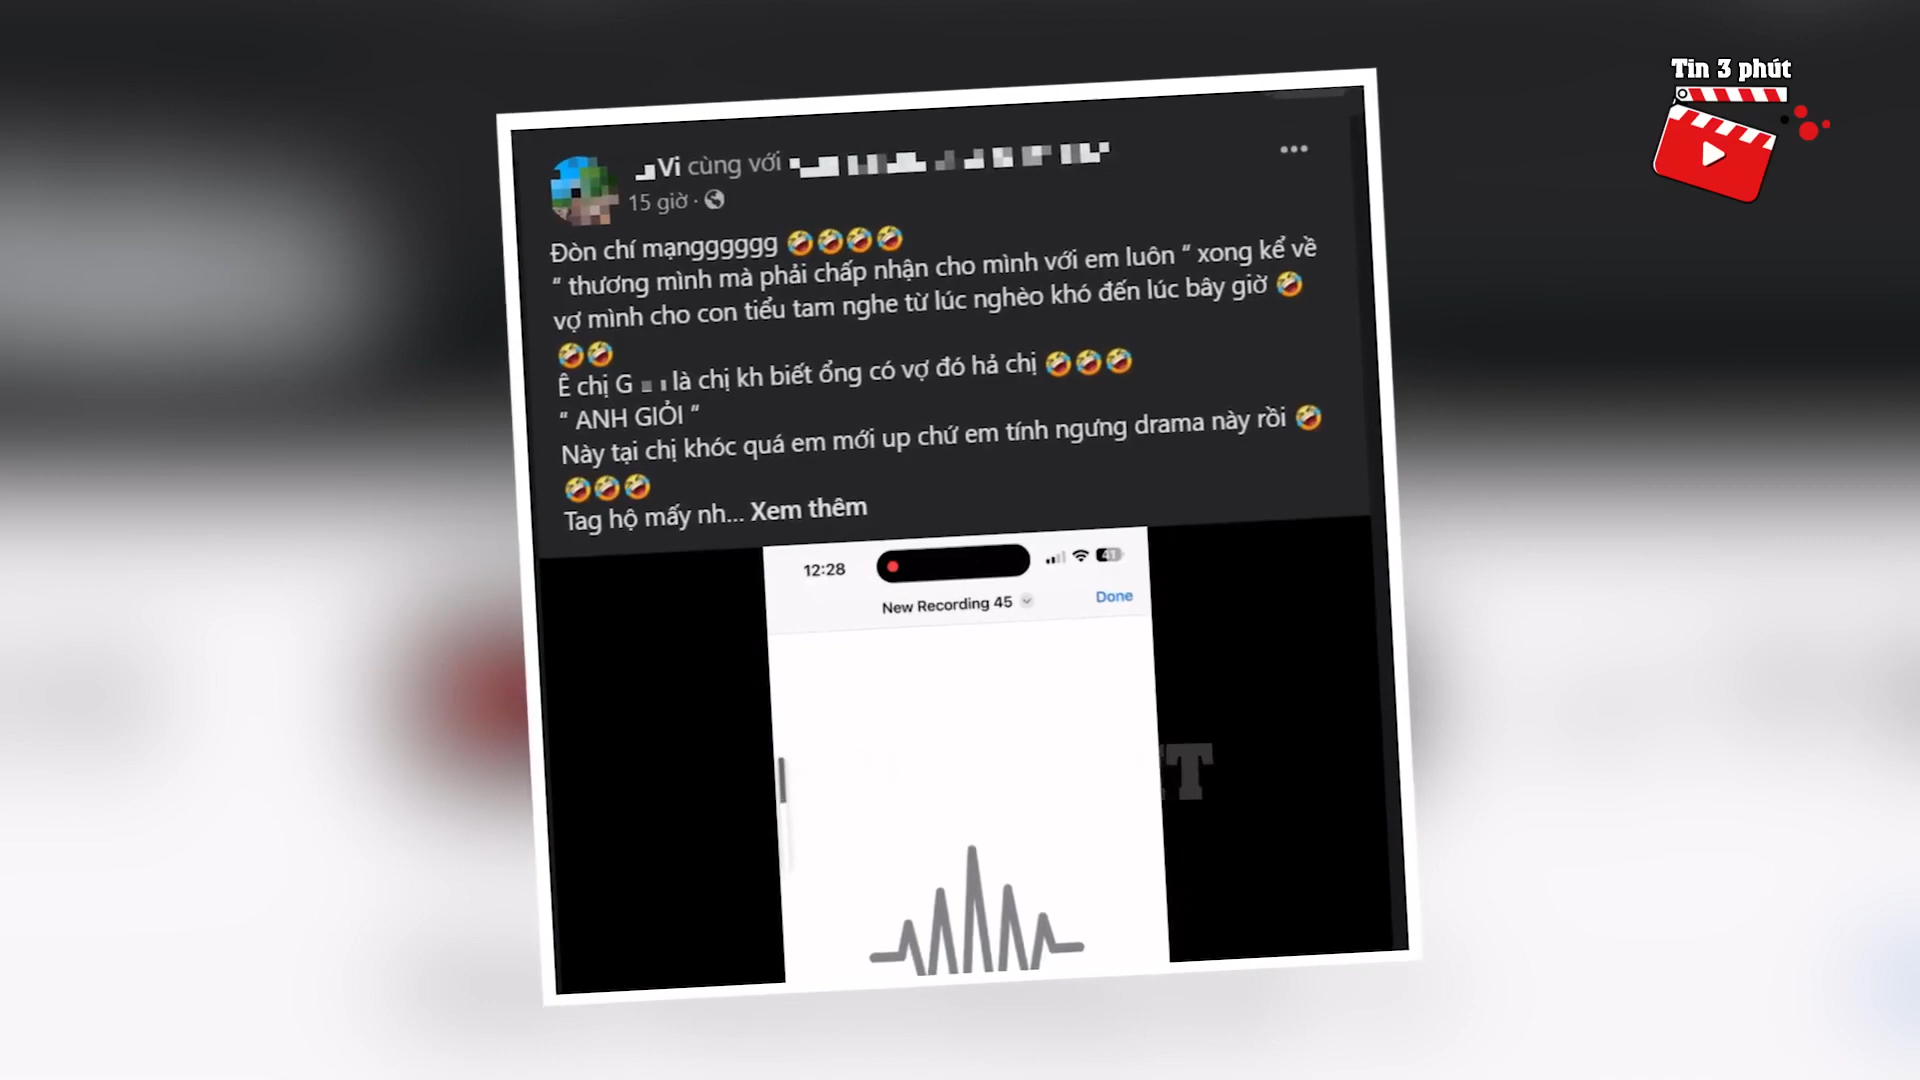 Tin 3 phút
Vi cùng với
15 giờ ·
Đòn chí mạngggggg 🤣🤣🤣🤣
“ thương mình mà phải chấp nhận cho mình với em luôn “ xong kể về
vợ mình cho con tiểu tam nghe từ lúc nghèo khó đến lúc bây giờ 🤣
🤣🤣
Ê chị G là chị kh biết ổng có vợ đó hả chị 🤣🤣🤣
“ ANH GIỎI “
Này tại chị khóc quá em mới up chứ em tính ngưng drama này rồi 🤣
🤣🤣🤣
Tag hộ mấy nh... Xem thêm
12:28
41
New Recording 45
Done